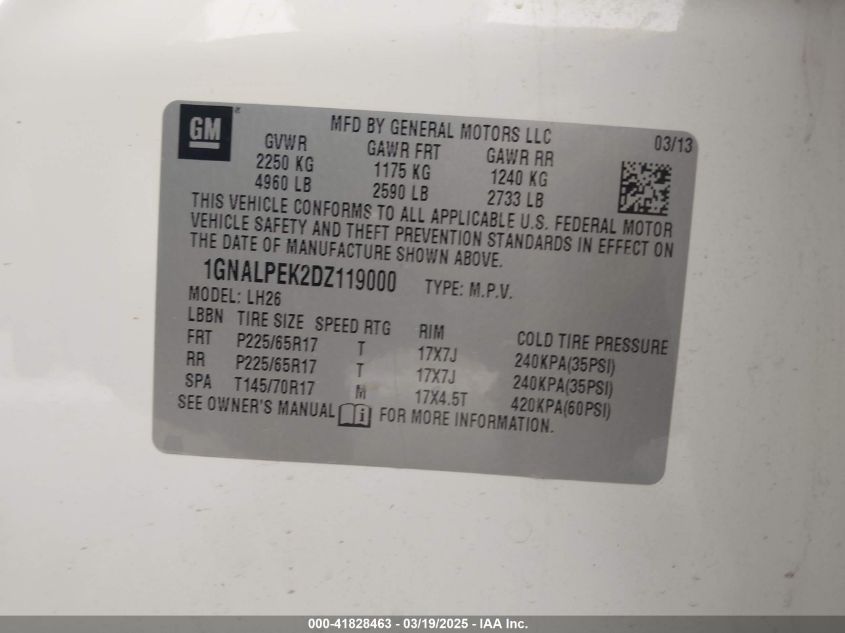 GM
MFD BY GENERAL MOTORS LLC
03/13
GVWR GAWR FRT GAWR RR
2250 KG 1175 KG 1240 KG
4960 LB 2590 LB 2733 LB
THIS VEHICLE CONFORMS TO ALL APPLICABLE U.S. FEDERAL MOTOR
VEHICLE SAFETY AND THEFT PREVENTION STANDARDS IN EFFECT ON
THE DATE OF MANUFACTURE SHOWN ABOVE.
1GNALPEK2DZ119000 TYPE: M.P.V.
MODEL: LH26
LBBN TIRE SIZE SPEED RTG RIM COLD TIRE PRESSURE
FRT P225/65R17 T 17X7J 240KPA(35PSI)
RR P225/65R17 T 17X7J 240KPA(35PSI)
SPA T145/70R17 M 17X4.5T 420KPA(60PSI)
SEE OWNER'S MANUAL i FOR MORE INFORMATION.
000-41828463 - 03/19/2025 - IAA Inc.